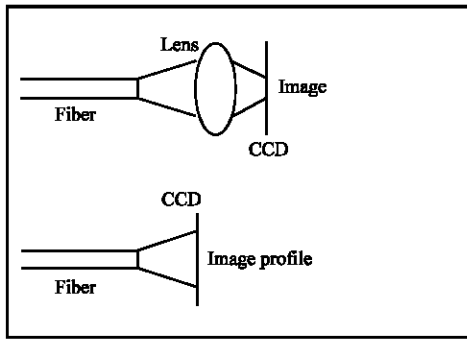 Lens
Image
Fiber
CCD
CCD
Image profile
Fiber